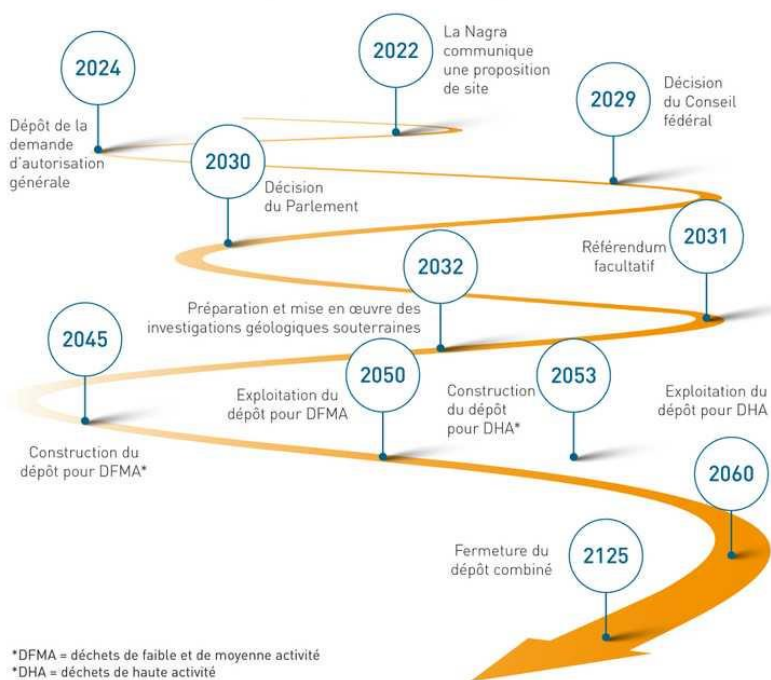 2022
La Nagra
communique
une proposition
de site
2024
Dépôt de la
demande
d'autorisation
générale
2029
Décision
du Conseil
fédéral
2030
Décision
du Parlement
2031
Référendum
facultatif
2032
Préparation et mise en œuvre des
investigations géologiques souterraines
2045
Construction du
dépôt pour DFMA*
2050
Exploitation du
dépôt pour DFMA
2053
Construction
du dépôt
pour DHA*
2060
Exploitation du
dépôt pour DHA
2125
Fermeture du
dépôt combiné
*DFMA = déchets de faible et de moyenne activité
*DHA = déchets de haute activité